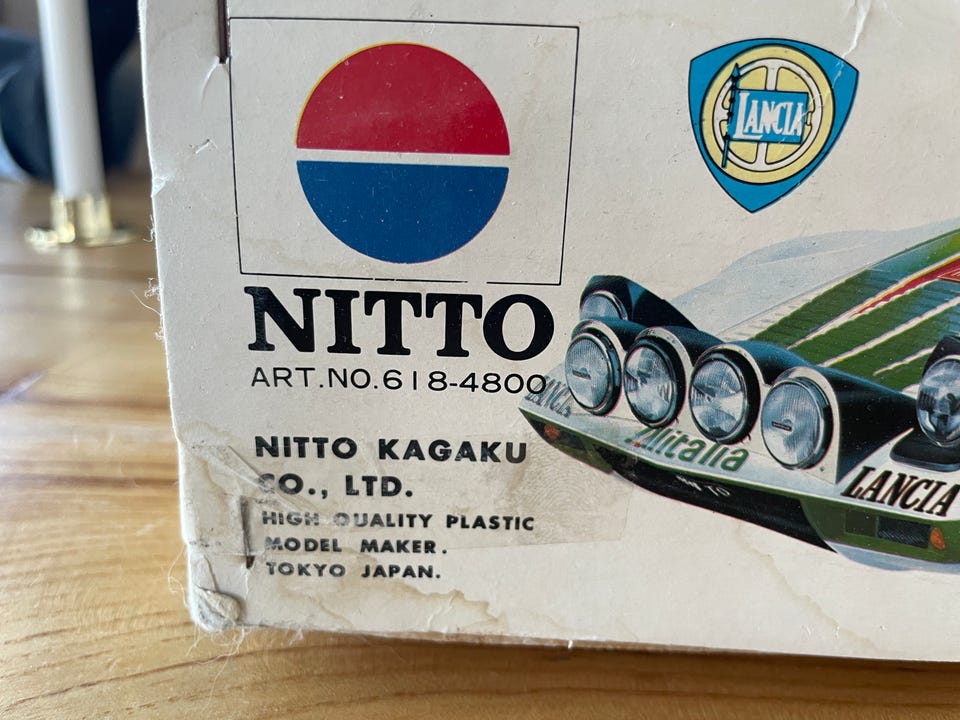 LANCIA
NITTO
ART.NO.618-4800
LANCIA
Alitalia
LANCIA
NITTO KAGAKU
CO., LTD.
HIGH QUALITY PLASTIC
MODEL MAKER.
TOKYO JAPAN.